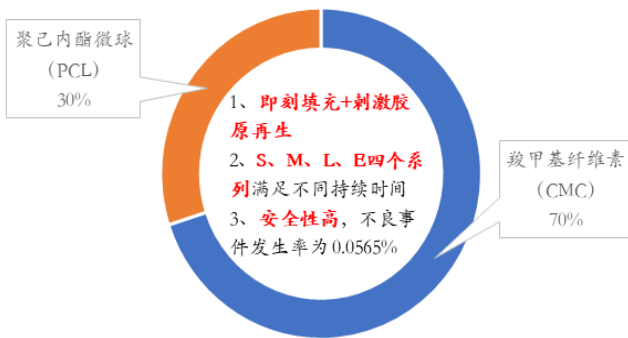 聚己内酯微球
（PCL）
30%
1、即刻填充+刺激胶
原再生
2、S、M、L、E四个系
列满足不同持续时间
3、安全性高，不良事
件发生率为 0.0565%
羧甲基纤维素
（CMC）
70%